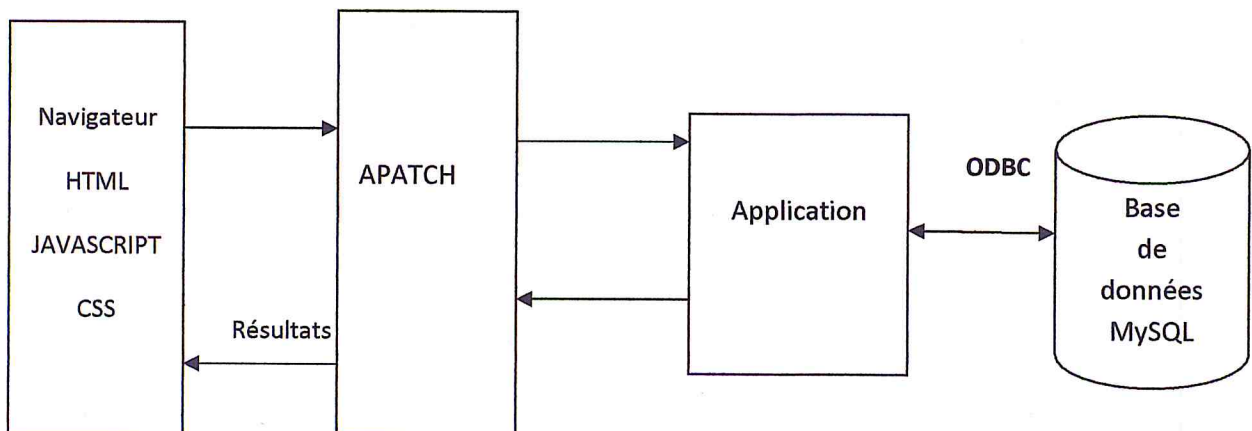 Navigateur
HTML
JAVASCRIPT
CSS
Résultats
APATCH
Application
ODBC
Base
de
données
MySQL